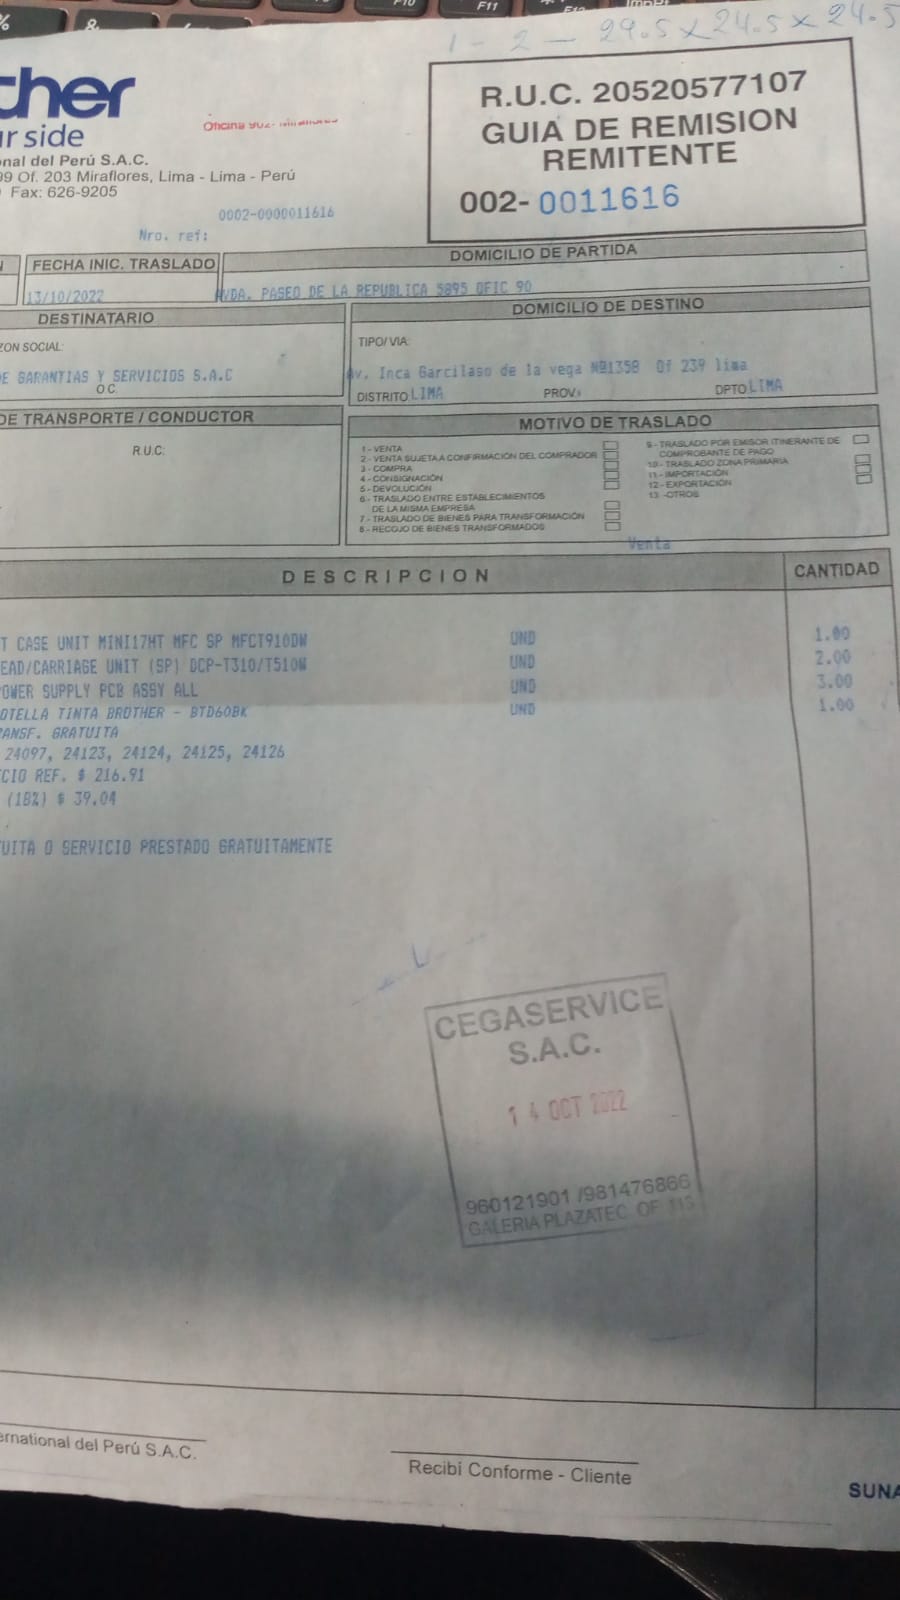 1 - 2 - 29.5 x 24.5 x 24.5
ther
ur side
Oficina 902- Miraflores
onal del Perú S.A.C.
99 Of. 203 Miraflores, Lima - Lima - Perú
Fax: 626-9205
0002-0000011616
Nro. ref:
R.U.C. 20520577107
GUIA DE REMISION
REMITENTE
002- 0011616
FECHA INIC. TRASLADO
13/10/2022
DOMICILIO DE PARTIDA
AVDA. PASEO DE LA REPUBLICA 5895 OFIC 90
DESTINATARIO
ZON SOCIAL:
E GARANTIAS Y SERVICIOS S.A.C
O.C.
DOMICILIO DE DESTINO
TIPO/VIA:
Av. Inca Garcilaso de la vega Nº1358 Of 239 lima
DISTRITO: LIMA PROV: DPTO: LIMA
DE TRANSPORTE / CONDUCTOR
R.U.C:
MOTIVO DE TRASLADO
1 - VENTA
2 - VENTA SUJETA A CONFIRMACIÓN DEL COMPRADOR
3 - COMPRA
4 - CONSIGNACIÓN
5 - DEVOLUCIÓN
6 - TRASLADO ENTRE ESTABLECIMIENTOS
DE LA MISMA EMPRESA
7 - TRASLADO DE BIENES PARA TRANSFORMACIÓN
8 - RECOJO DE BIENES TRANSFORMADOS
9 - TRASLADO POR EMISOR ITINERANTE DE
COMPROBANTE DE PAGO
10 - TRASLADO ZONA PRIMARIA
11 - IMPORTACIÓN
12 - EXPORTACIÓN
13 - OTROS
Venta
DESCRIPCION CANTIDAD
T CASE UNIT MINI17HT MFC SP MFCT910DW UND 1.00
EAD/CARRIAGE UNIT (SP) DCP-T310/T510W UND 2.00
OWER SUPPLY PCB ASSY ALL UND 3.00
OTELLA TINTA BROTHER - BTD60BK UND 1.00
ANSF. GRATUITA
24097, 24123, 24124, 24125, 24126
CIO REF. $ 216.91
(18%) $ 39.04
UITA O SERVICIO PRESTADO GRATUITAMENTE
CEGASERVICE
S.A.C.
14 OCT 2022
960121901 /981476866
GALERIA PLAZATEC OF 113
ernational del Perú S.A.C.
Recibi Conforme - Cliente
SUNA